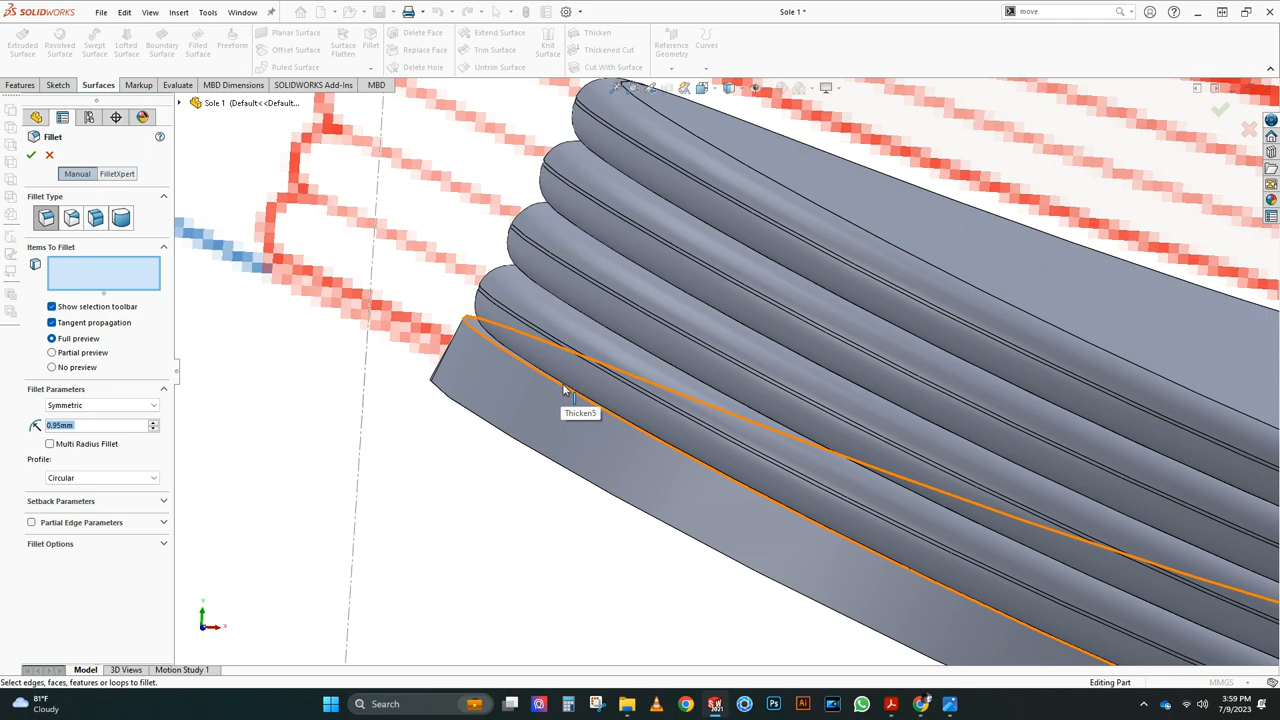 SOLIDWORKS File Edit View Insert Tools Window Sole 1 * move
Extruded Surface
Revolved Surface
Swept Surface
Lofted Surface
Boundary Surface
Filled Surface
Freeform
Planar Surface
Offset Surface
Ruled Surface
Surface Flatten
Fillet
Delete Face
Replace Face
Delete Hole
Extend Surface
Trim Surface
Untrim Surface
Knit Surface
Thicken
Thickened Cut
Cut With Surface
Reference Geometry
Curves
Features Sketch Surfaces Markup Evaluate MBD Dimensions SOLIDWORKS Add-Ins MBD
Sole 1 (Default<<Default...
Fillet
Manual FilletXpert
Fillet Type
Items To Fillet
Show selection toolbar
Tangent propagation
Full preview
Partial preview
No preview
Fillet Parameters
Symmetric
0.95mm
Multi Radius Fillet
Profile:
Circular
Setback Parameters
Partial Edge Parameters
Fillet Options
Thicken5
Y
X
Model 3D Views Motion Study 1
Select edges, faces, features or loops to fillet. Editing Part MMGS
81°F
Cloudy
Search
SW
2021
Ps
Ai
3:59 PM
7/9/2023